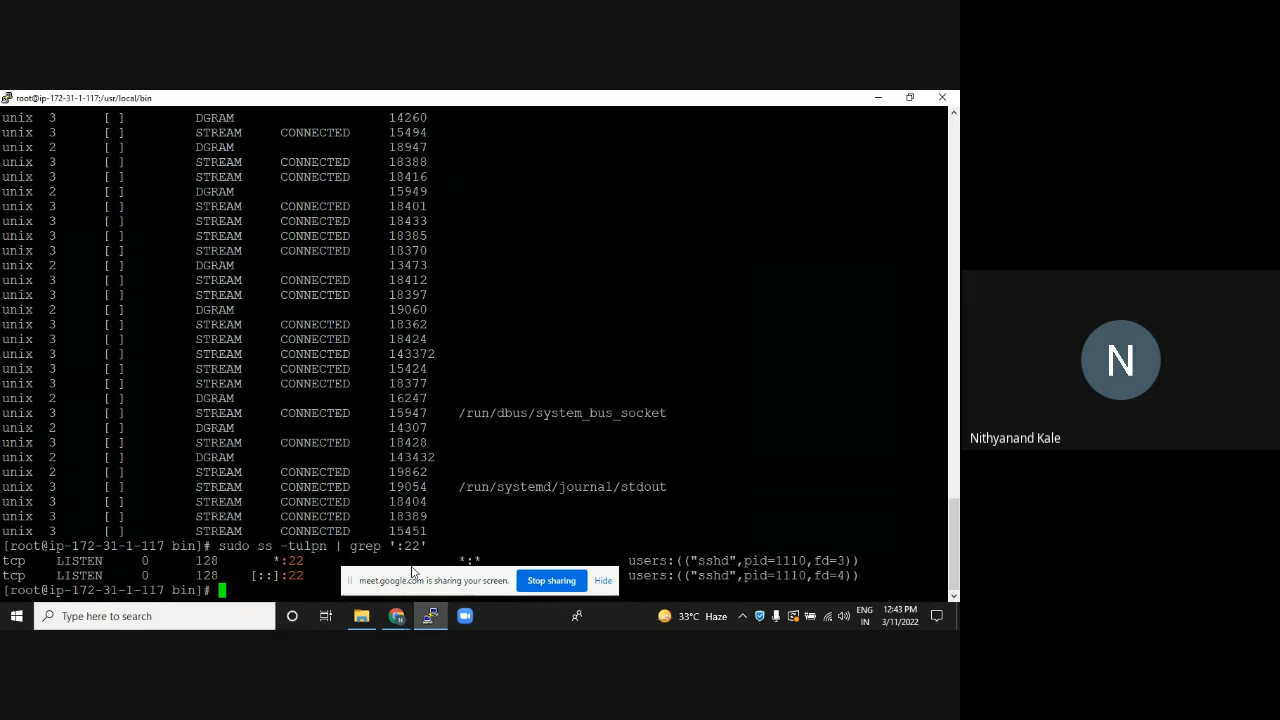 root@ip-172-31-1-117:/usr/local/bin
unix 3 [ ] DGRAM 14260
unix 3 [ ] STREAM CONNECTED 15494
unix 2 [ ] DGRAM 18947
unix 3 [ ] STREAM CONNECTED 18388
unix 3 [ ] STREAM CONNECTED 18416
unix 2 [ ] DGRAM 15949
unix 3 [ ] STREAM CONNECTED 18401
unix 3 [ ] STREAM CONNECTED 18433
unix 3 [ ] STREAM CONNECTED 18385
unix 3 [ ] STREAM CONNECTED 18370
unix 2 [ ] DGRAM 13473
unix 3 [ ] STREAM CONNECTED 18412
unix 3 [ ] STREAM CONNECTED 18397
unix 2 [ ] DGRAM 19060
unix 3 [ ] STREAM CONNECTED 18362
unix 3 [ ] STREAM CONNECTED 18424
unix 3 [ ] STREAM CONNECTED 143372
unix 3 [ ] STREAM CONNECTED 15424
unix 3 [ ] STREAM CONNECTED 18377
unix 2 [ ] DGRAM 16247
unix 3 [ ] STREAM CONNECTED 15947 /run/dbus/system_bus_socket
unix 2 [ ] DGRAM 14307
unix 3 [ ] STREAM CONNECTED 18428
unix 2 [ ] DGRAM 143432
unix 2 [ ] STREAM CONNECTED 19862
unix 3 [ ] STREAM CONNECTED 19054 /run/systemd/journal/stdout
unix 3 [ ] STREAM CONNECTED 18404
unix 3 [ ] STREAM CONNECTED 18389
unix 3 [ ] STREAM CONNECTED 15451
[root@ip-172-31-1-117 bin]# sudo ss -tulpn | grep ':22'
tcp LISTEN 0 128 *:22 *:* users:(("sshd",pid=1110,fd=3))
tcp LISTEN 0 128 [::]:22 users:(("sshd",pid=1110,fd=4))
[root@ip-172-31-1-117 bin]#
meet.google.com is sharing your screen. Stop sharing Hide
Type here to search
33°C Haze
ENG
IN
12:43 PM
3/11/2022
N
Nithyanand Kale